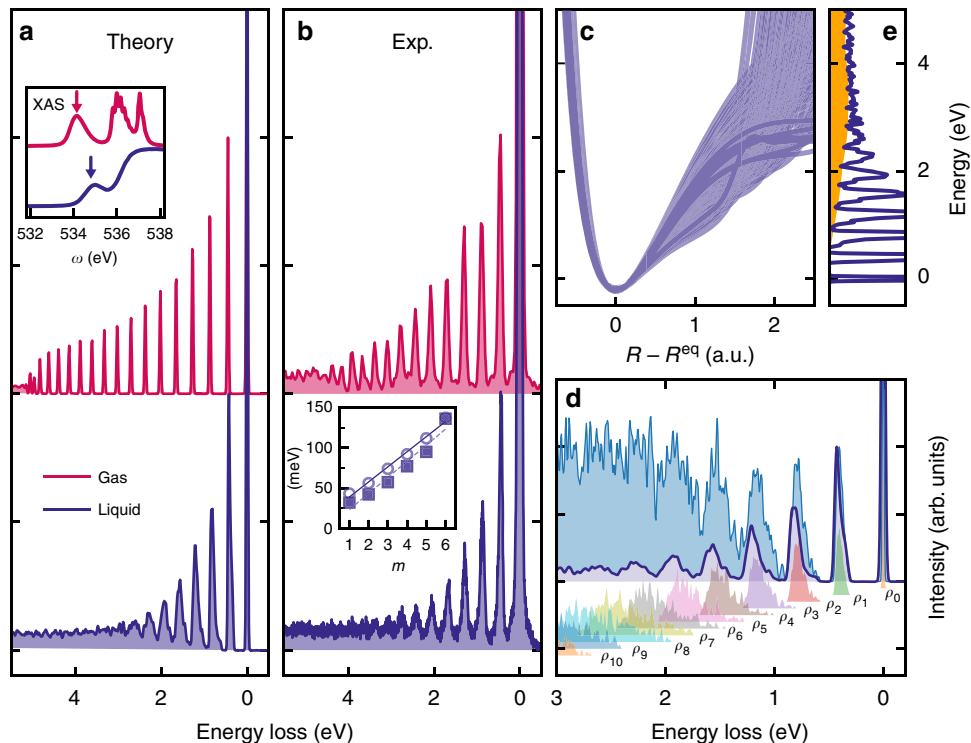 a
Theory
XAS
532 534 536 538
ω (eV)
Gas
Liquid
4 2 0
Energy loss (eV)
b
Exp.
150
100
50
0
(meV)
1 2 3 4 5 6
m
4 2 0
Energy loss (eV)
c
0 1 2
R – R^eq (a.u.)
e
4
2
0
Energy (eV)
d
ρ0
ρ1
ρ2
ρ3
ρ4
ρ5
ρ6
ρ7
ρ8
ρ9
ρ10
3 2 1 0
Energy loss (eV)
Intensity (arb. units)